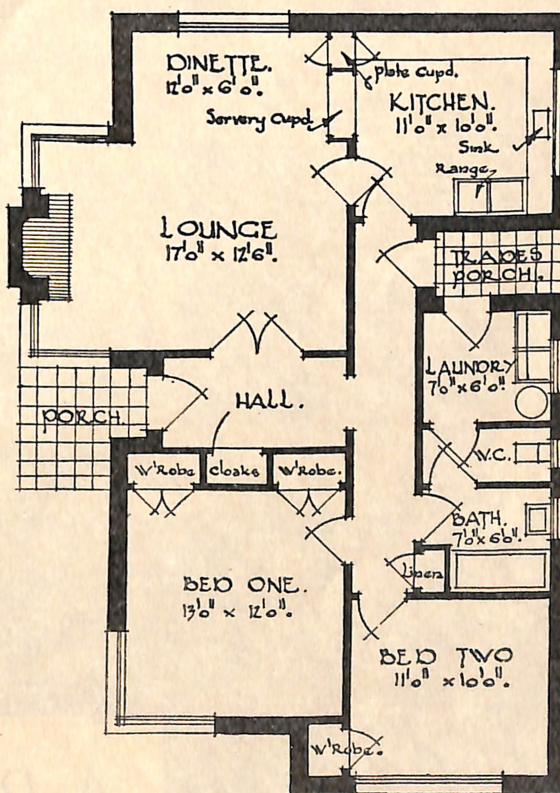 DINETTE.
12'0" x 6'0".
Plate Cupd.
Servery Cupd
KITCHEN.
11'0" x 10'0".
Sink
Range
LOUNGE
17'0" x 12'6".
TRADES
PORCH.
LAUNDRY
7'0" x 6'0".
PORCH.
HALL.
W.C.
W'Robe
Cloaks
W'Robe.
BATH.
7'0" x 6'0".
Linen
BED ONE.
13'0" x 12'0".
BED TWO
11'0" x 10'0".
W'Robe.